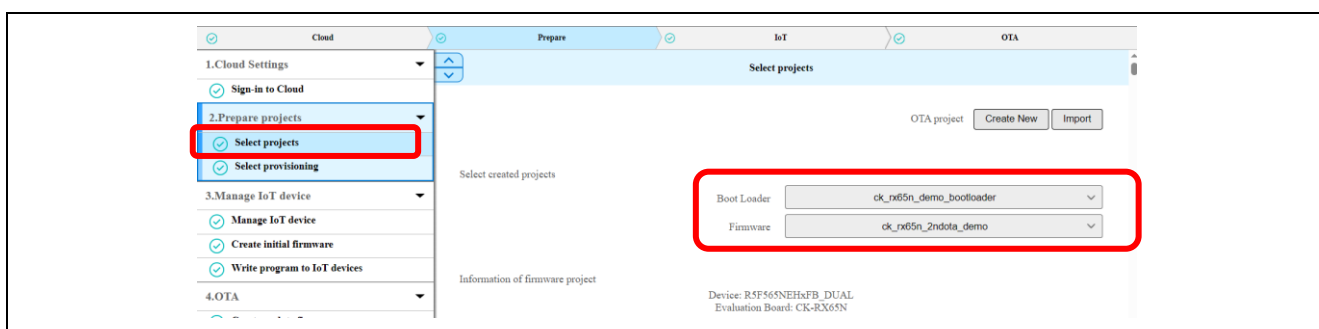 Cloud
Prepare
IoT
OTA
1.Cloud Settings
Sign-in to Cloud
2.Prepare projects
Select projects
Select provisioning
3.Manage IoT device
Manage IoT device
Create initial firmware
Write program to IoT devices
4.OTA
Select projects
OTA project Create New Import
Select created projects
Boot Loader ck_rx65n_demo_bootloader
Firmware ck_rx65n_2ndota_demo
Information of firmware project
Device: R5F565NEHxFB_DUAL
Evaluation Board: CK-RX65N